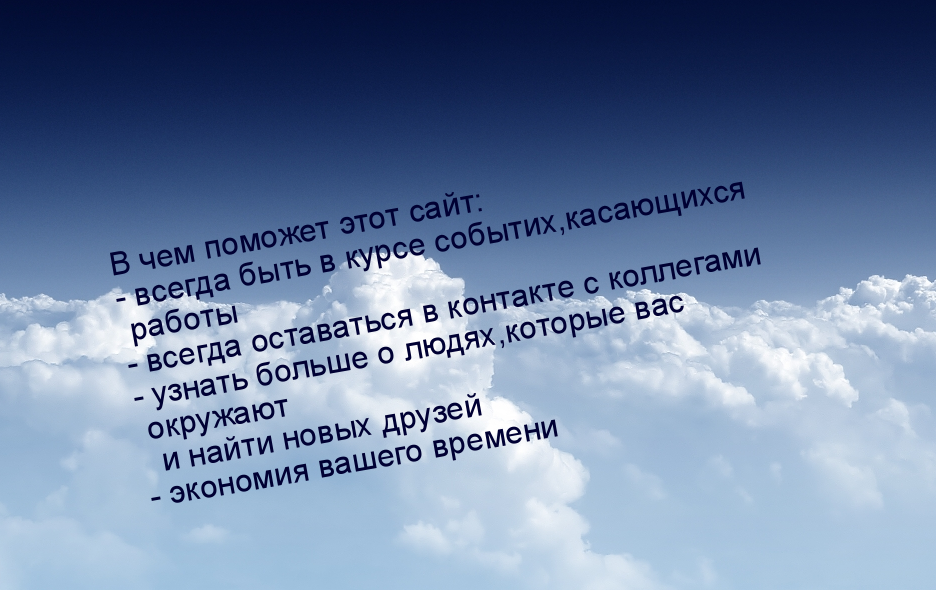 В чем поможет этот сайт:
- всегда быть в курсе событих,касающихся
работы
- всегда оставаться в контакте с коллегами
- узнать больше о людях,которые вас
окружают
и найти новых друзей
- экономия вашего времени